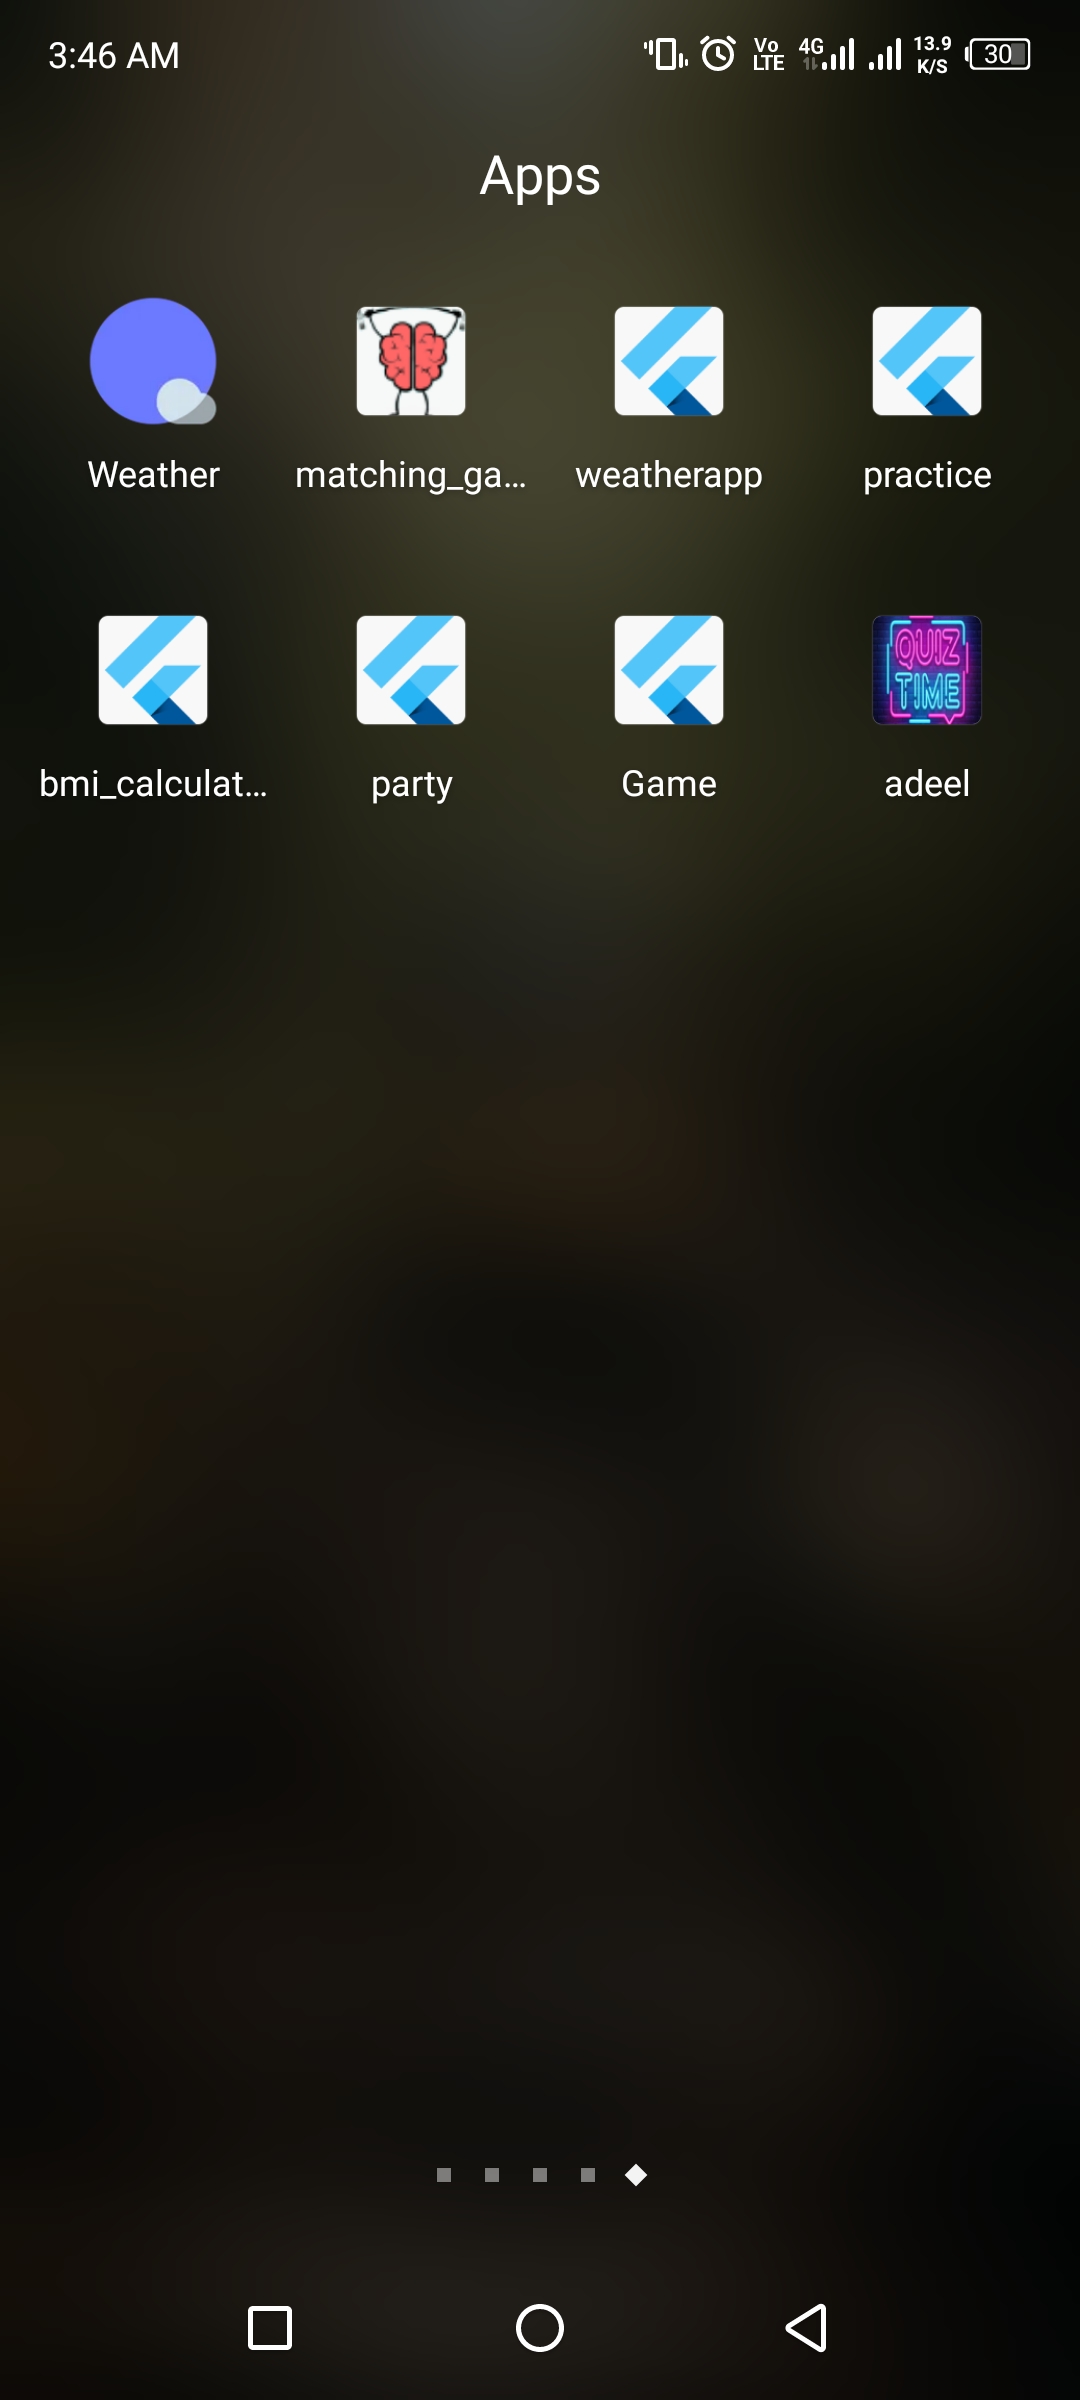 3:46 AM
Vo LTE
4G
13.9 K/S
30
Apps
Weather
matching_ga...
weatherapp
practice
bmi_calculat...
party
Game
QUIZ
TIME
adeel